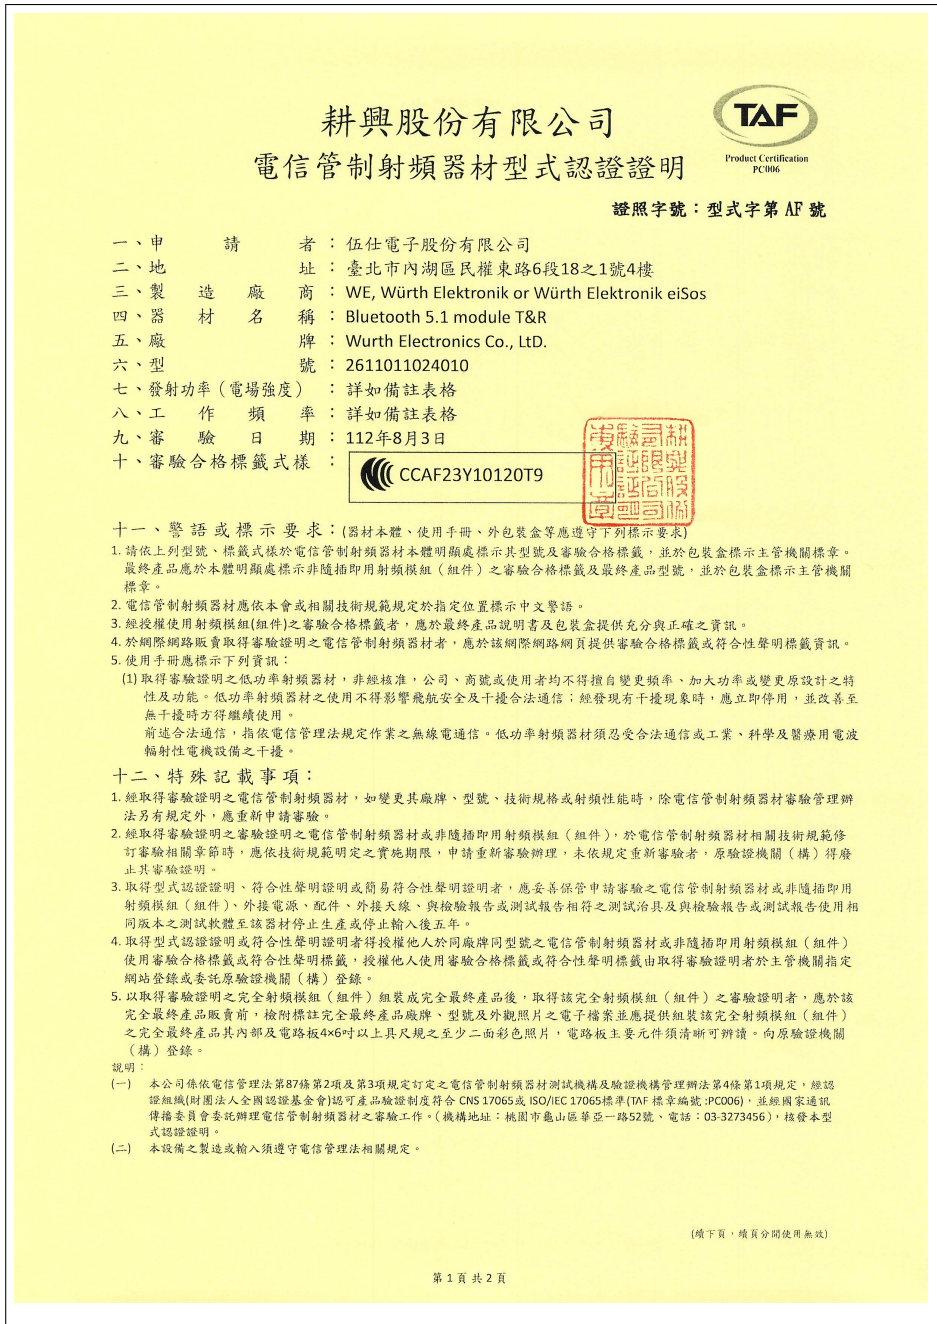 耕興股份有限公司
TAF
Product Certification
PC006
電信管制射頻器材型式認證證明
證照字號：型式字第 AF 號
一、申請者：伍仕電子股份有限公司
二、地址：臺北市內湖區民權東路6段18之1號4樓
三、製造廠商：WE, Würth Elektronik or Würth Elektronik eiSos
四、器材名稱：Bluetooth 5.1 module T&R
五、廠牌：Wurth Electronics Co., LtD.
六、型號：2611011024010
七、發射功率（電場強度）：詳如備註表格
八、工作頻率：詳如備註表格
九、審驗日期：112年8月3日
十、審驗合格標籤式樣：
CCAF23Y10120T9
十一、警語或標示要求：(器材本體、使用手冊、外包裝盒等應遵守下列標示要求)
1. 請依上列型號、標籤式樣於電信管制射頻器材本體明顯處標示其型號及審驗合格標籤，並於包裝盒標示主管機關標章。
最終產品應於本體明顯處標示非隨插即用射頻模組（組件）之審驗合格標籤及最終產品型號，並於包裝盒標示主管機關
標章。
2. 電信管制射頻器材應依本會或相關技術規範規定於指定位置標示中文警語。
3. 經授權使用射頻模組(組件)之審驗合格標籤者，應於最終產品說明書及包裝盒提供充分與正確之資訊。
4. 於網際網路販賣取得審驗證明之電信管制射頻器材者，應於該網際網路網頁提供審驗合格標籤或符合性聲明標籤資訊。
5. 使用手冊應標示下列資訊：
(1) 取得審驗證明之低功率射頻器材，非經核准，公司、商號或使用者均不得擅自變更頻率、加大功率或變更原設計之特
性及功能。低功率射頻器材之使用不得影響飛航安全及干擾合法通信；經發現有干擾現象時，應立即停用，並改善至
無干擾時方得繼續使用。
前述合法通信，指依電信管理法規定作業之無線電通信。低功率射頻器材須忍受合法通信或工業、科學及醫療用電波
輻射性電機設備之干擾。
十二、特殊記載事項：
1. 經取得審驗證明之電信管制射頻器材，如變更其廠牌、型號、技術規格或射頻性能時，除電信管制射頻器材審驗管理辦
法另有規定外，應重新申請審驗。
2. 經取得審驗證明之審驗證明之電信管制射頻器材或非隨插即用射頻模組（組件），於電信管制射頻器材相關技術規範修
訂審驗相關章節時，應依技術規範明定之實施期限，申請重新審驗辦理，未依規定重新審驗者，原驗證機關（構）得廢
止其審驗證明。
3. 取得型式認證證明、符合性聲明證明或簡易符合性聲明證明者，應妥善保管申請審驗之電信管制射頻器材或非隨插即用
射頻模組（組件）、外接電源、配件、外接天線、與檢驗報告或測試報告相符之測試治具及與檢驗報告或測試報告使用相
同版本之測試軟體至該器材停止生產或停止輸入後五年。
4. 取得型式認證證明或符合性聲明證明者得授權他人於同廠牌同型號之電信管制射頻器材或非隨插即用射頻模組（組件）
使用審驗合格標籤或符合性聲明標籤，授權他人使用審驗合格標籤或符合性聲明標籤由取得審驗證明者於主管機關指定
網站登錄或委託原驗證機關（構）登錄。
5. 以取得審驗證明之完全射頻模組（組件）組裝成完全最終產品後，取得該完全射頻模組（組件）之審驗證明者，應於該
完全最終產品販賣前，檢附標註完全最終產品廠牌、型號及外觀照片之電子檔案並應提供組裝該完全射頻模組（組件）
之完全最終產品其內部及電路板4×6吋以上具尺規之至少二面彩色照片，電路板主要元件須清晰可辨讀。向原驗證機關
（構）登錄。
說明：
(一) 本公司係依電信管理法第87條第2項及第3項規定訂定之電信管制射頻器材測試機構及驗證機構管理辦法第4條第1項規定，經認
證組織(財團法人全國認證基金會)認可產品驗證制度符合 CNS 17065或 ISO/IEC 17065標準(TAF 標章編號:PC006)，並經國家通訊
傳播委員會委託辦理電信管制射頻器材之審驗工作。（機構地址：桃園市龜山區華亞一路52號、電話：03-3273456），核發本型
式認證證明。
(二) 本設備之製造或輸入須遵守電信管理法相關規定。
(續下頁，續頁分開使用無效)
第 1 頁 共 2 頁